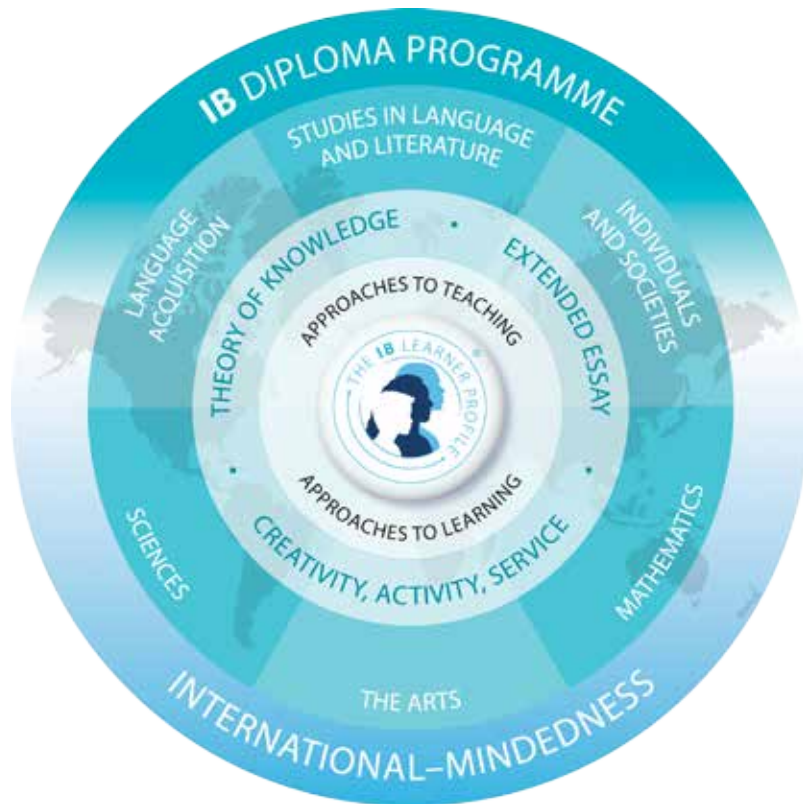 IB DIPLOMA PROGRAMME
STUDIES IN LANGUAGE
AND LITERATURE
LANGUAGE
ACQUISITION
INDIVIDUALS
AND SOCIETIES
THEORY OF KNOWLEDGE
EXTENDED ESSAY
APPROACHES TO TEACHING
THE IB LEARNER PROFILE
®
APPROACHES TO LEARNING
CREATIVITY, ACTIVITY, SERVICE
SCIENCES
MATHEMATICS
THE ARTS
INTERNATIONAL–MINDEDNESS